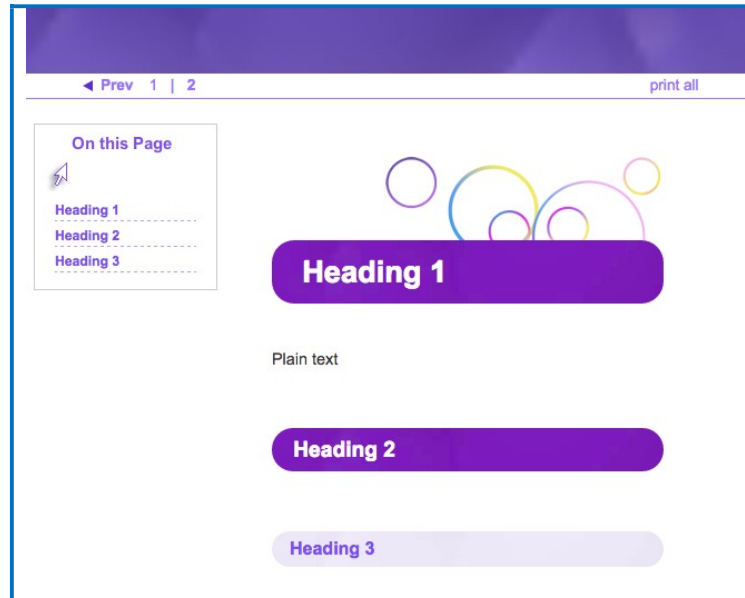 ◄ Prev 1 | 2 print all
On this Page
Heading 1
Heading 2
Heading 3
Heading 1
Plain text
Heading 2
Heading 3